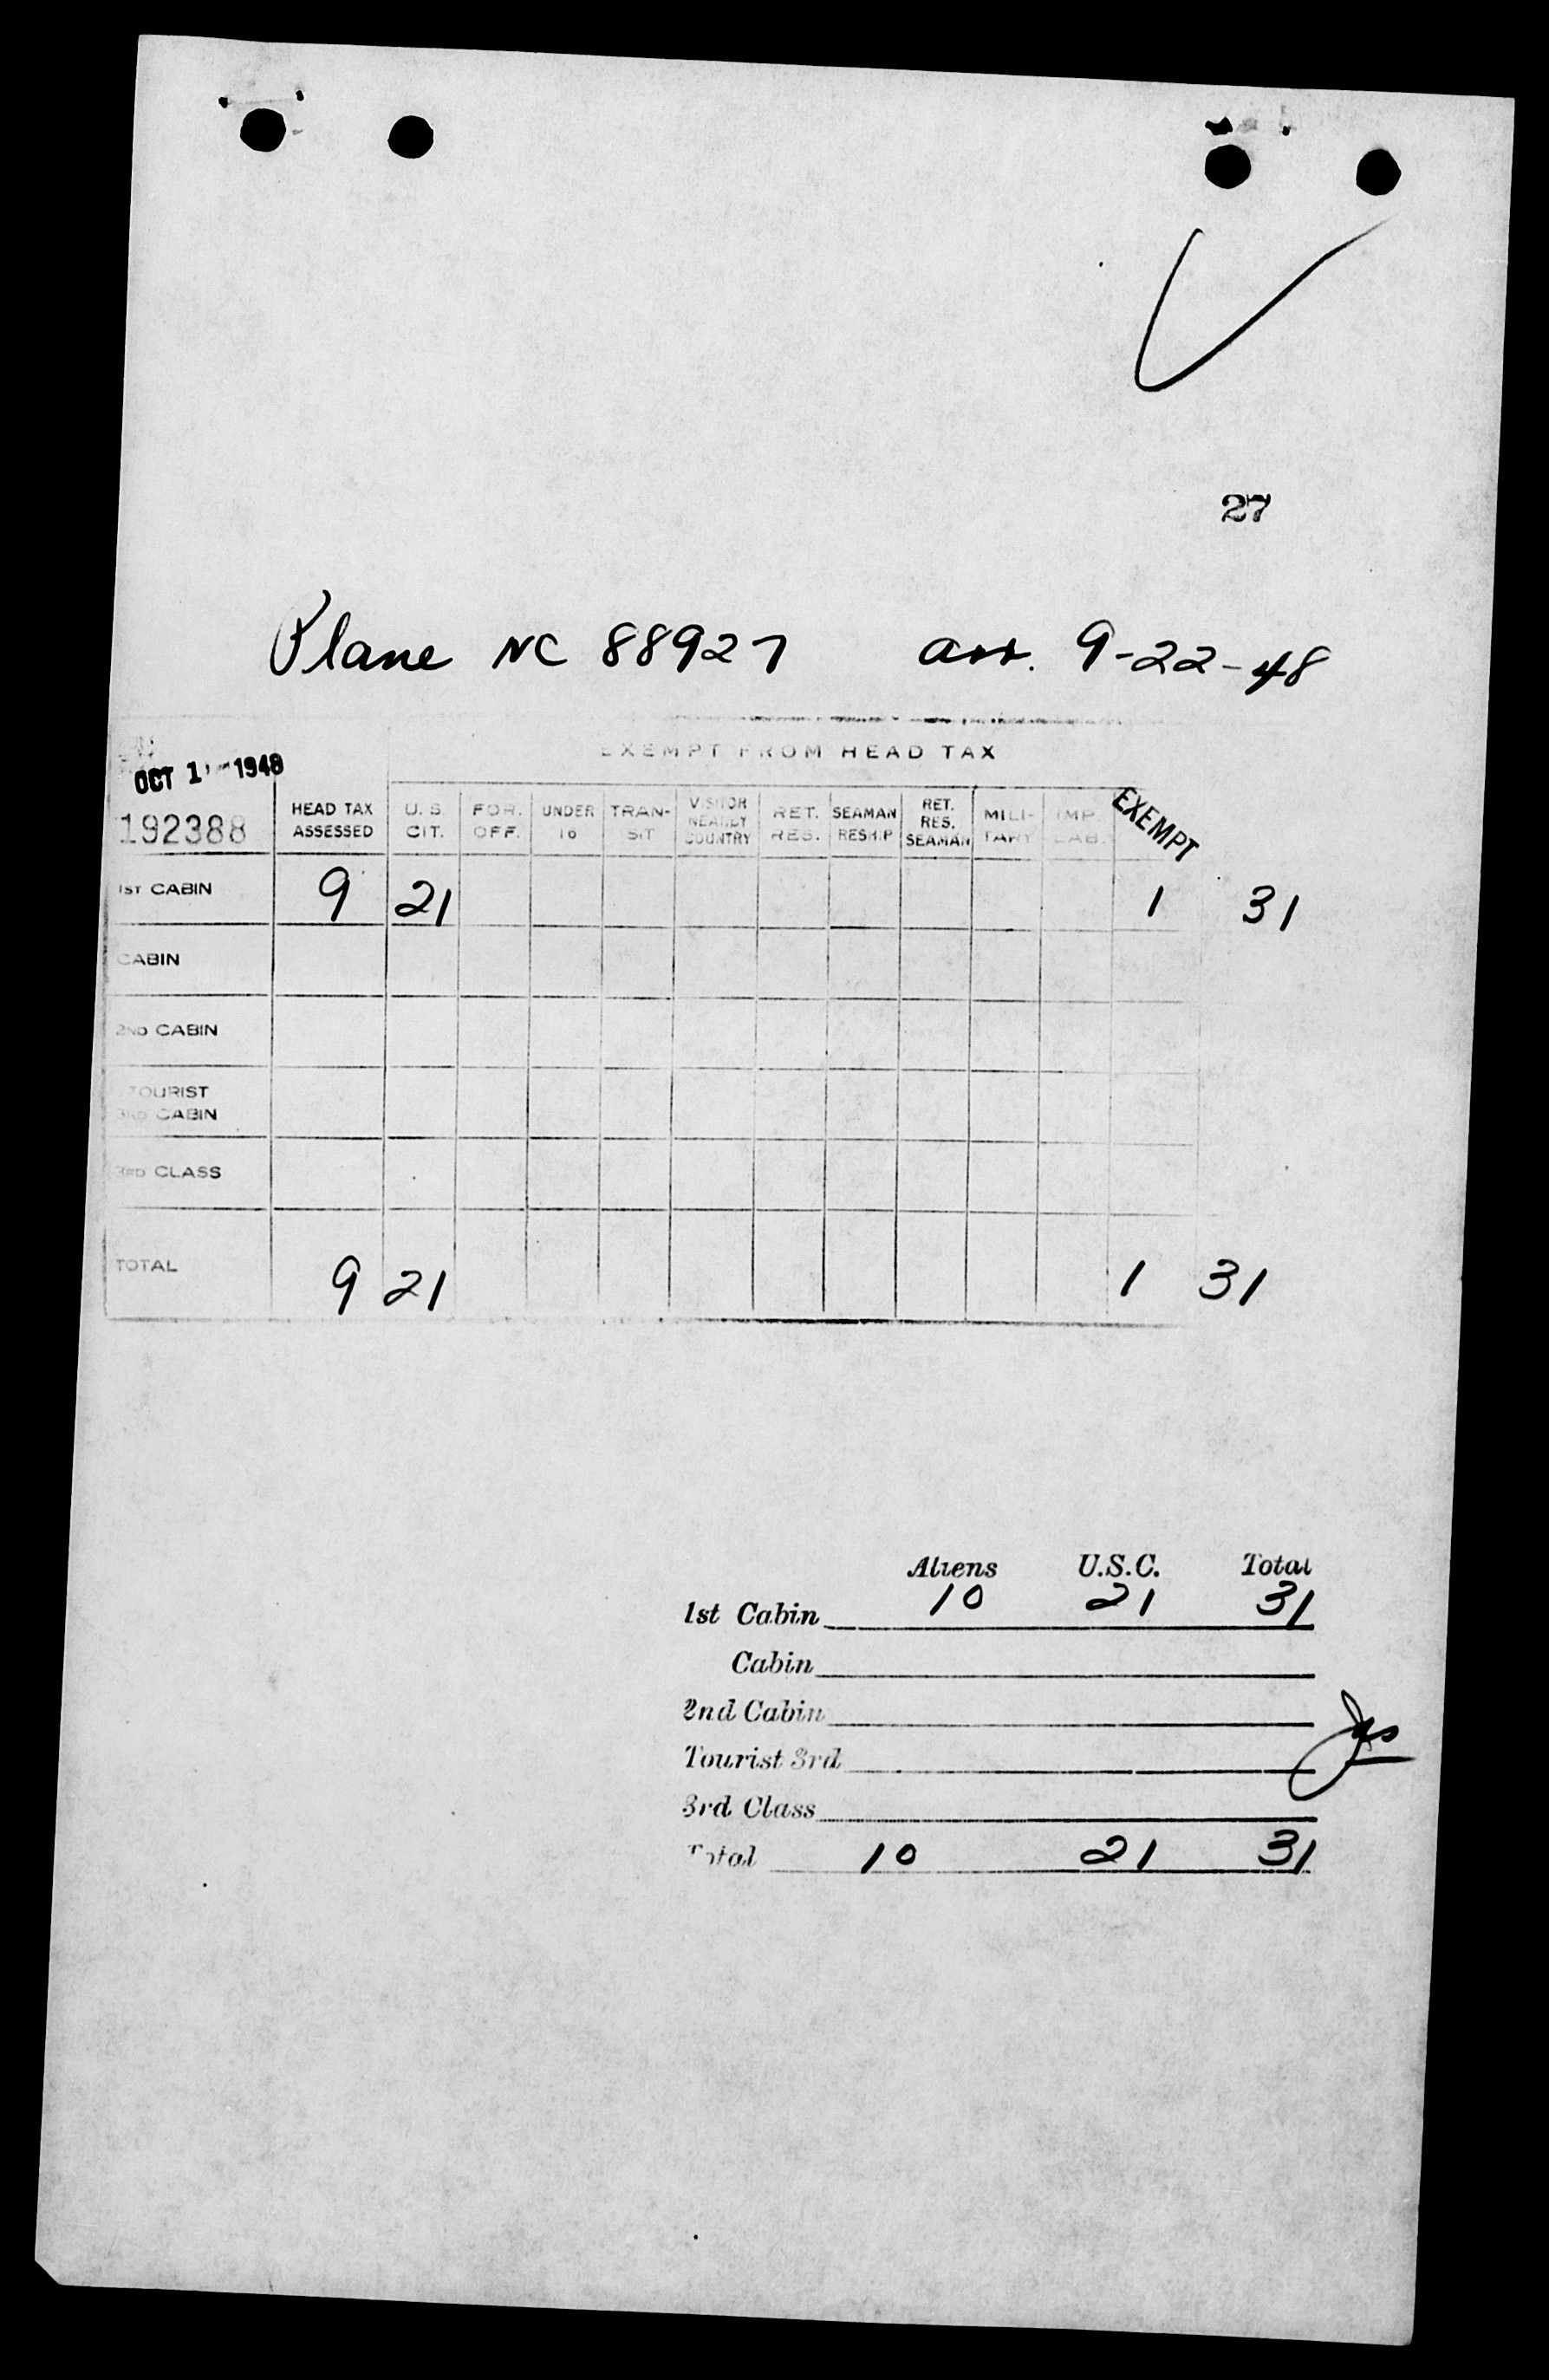 27
Plane NC 88927 arr. 9-22-48
EXEMPT FROM HEAD TAX
OCT 1 1948
192388
HEAD TAX ASSESSED U. S. CIT. FOR. OFF. UNDER 16 TRAN-SIT VISITOR NEARBY COUNTRY RET. RES. SEAMAN RESHIP RET. RES. SEAMAN MILI-TARY IMP. LAB. EXEMPT
1ST CABIN 9 21 1 31
CABIN
2ND CABIN
TOURIST
3RD CABIN
3RD CLASS
TOTAL 9 21 1 31
Aliens U.S.C. Total
1st Cabin 10 21 31
Cabin
2nd Cabin
Tourist 3rd
3rd Class
Total 10 21 31